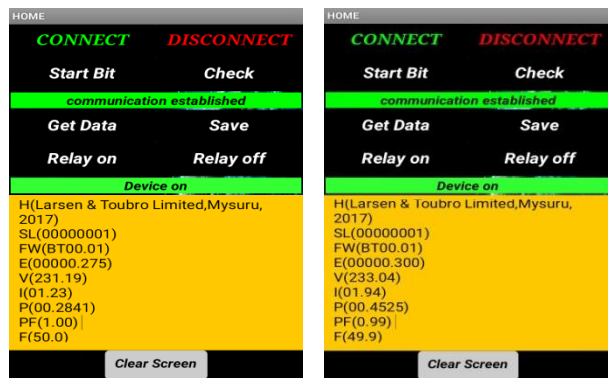 HOME
CONNECT DISCONNECT
Start Bit Check
communication established
Get Data Save
Relay on Relay off
Device on
H(Larsen & Toubro Limited,Mysuru,
2017)
SL(00000001)
FW(BT00.01)
E(00000.275)
V(231.19)
I(01.23)
P(00.2841)
PF(1.00)
F(50.0)
Clear Screen
HOME
CONNECT DISCONNECT
Start Bit Check
communication established
Get Data Save
Relay on Relay off
Device on
H(Larsen & Toubro Limited,Mysuru,
2017)
SL(00000001)
FW(BT00.01)
E(00000.300)
V(233.04)
I(01.94)
P(00.4525)
PF(0.99)
F(49.9)
Clear Screen